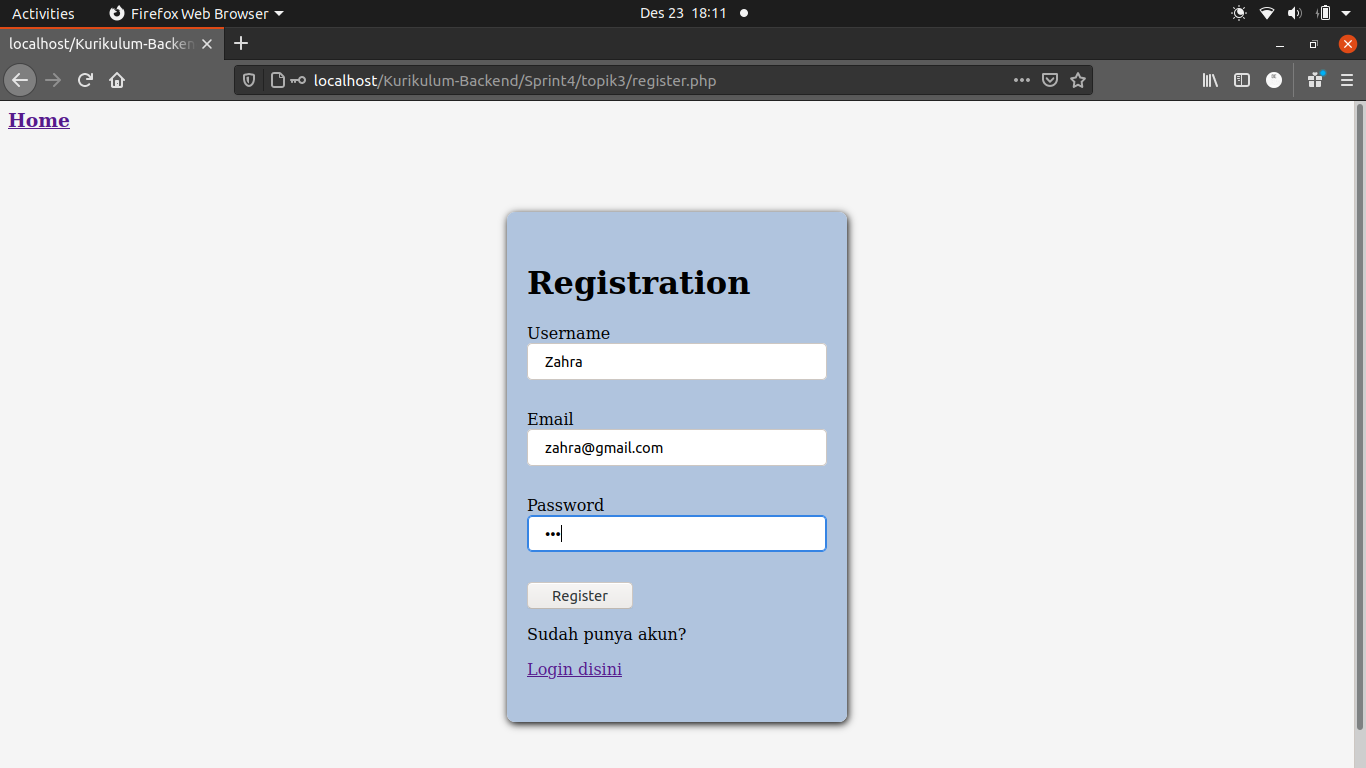 Activities Firefox Web Browser Des 23 18:11
localhost/Kurikulum-Backen
localhost/Kurikulum-Backend/Sprint4/topik3/register.php
Home
Registration
Username
Zahra
Email
zahra@gmail.com
Password
•••
Register
Sudah punya akun?
Login disini